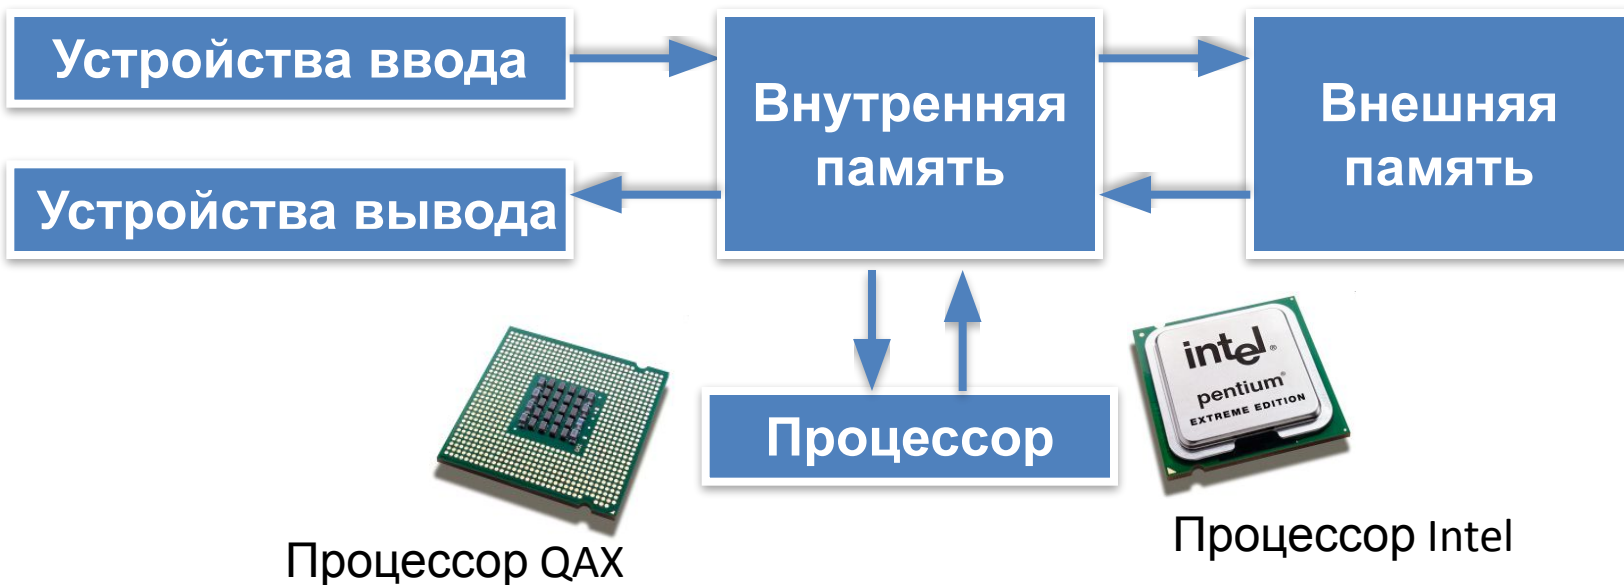 Устройства ввода
Внутренняя
память
Внешняя
память
Устройства вывода
Процессор
intel®
pentium®
EXTREME EDITION
Процессор QAX
Процессор Intel